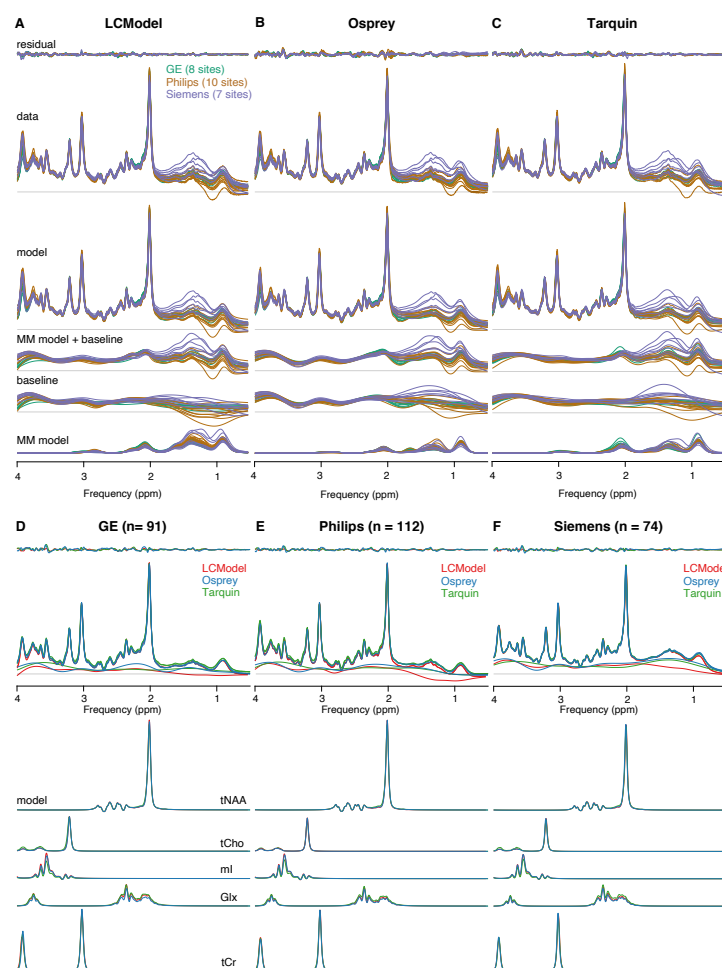 A LCModel B Osprey C Tarquin
residual
GE (8 sites)
Philips (10 sites)
Siemens (7 sites)
data
model
MM model + baseline
baseline
MM model
4 3 2 1 4 3 2 1 4 3 2 1
Frequency (ppm) Frequency (ppm) Frequency (ppm)
D GE (n= 91) E Philips (n = 112) F Siemens (n = 74)
LCModel LCModel LCMode
Osprey Osprey Osprey
Tarquin Tarquin Tarquin
4 3 2 1 4 3 2 1 4 3 2 1
Frequency (ppm) Frequency (ppm) Frequency (ppm)
model tNAA
tCho
mI
Glx
tCr